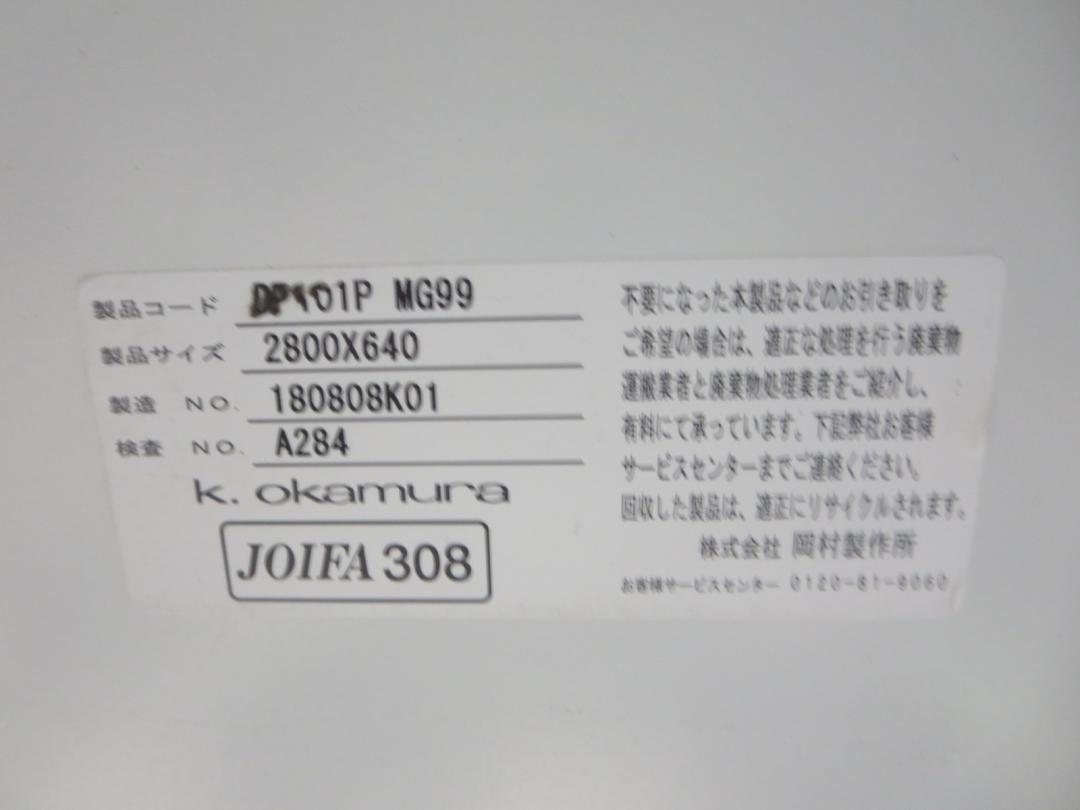 製品コード DP101P MG99
製品サイズ 2800X640
製造 NO. 180808K01
検査 NO. A284
k. okamura
JOIFA 308
不要になった本製品などのお引き取りを
ご希望の場合は、適正な処理を行う廃棄物
運搬業者と廃棄物処理業者をご紹介し、
有料にて承っています。下記弊社お客様
サービスセンターまでご連絡ください。
回収した製品は、適正にリサイクルされます。
株式会社 岡村製作所
お客様サービスセンター 0120-81-9060